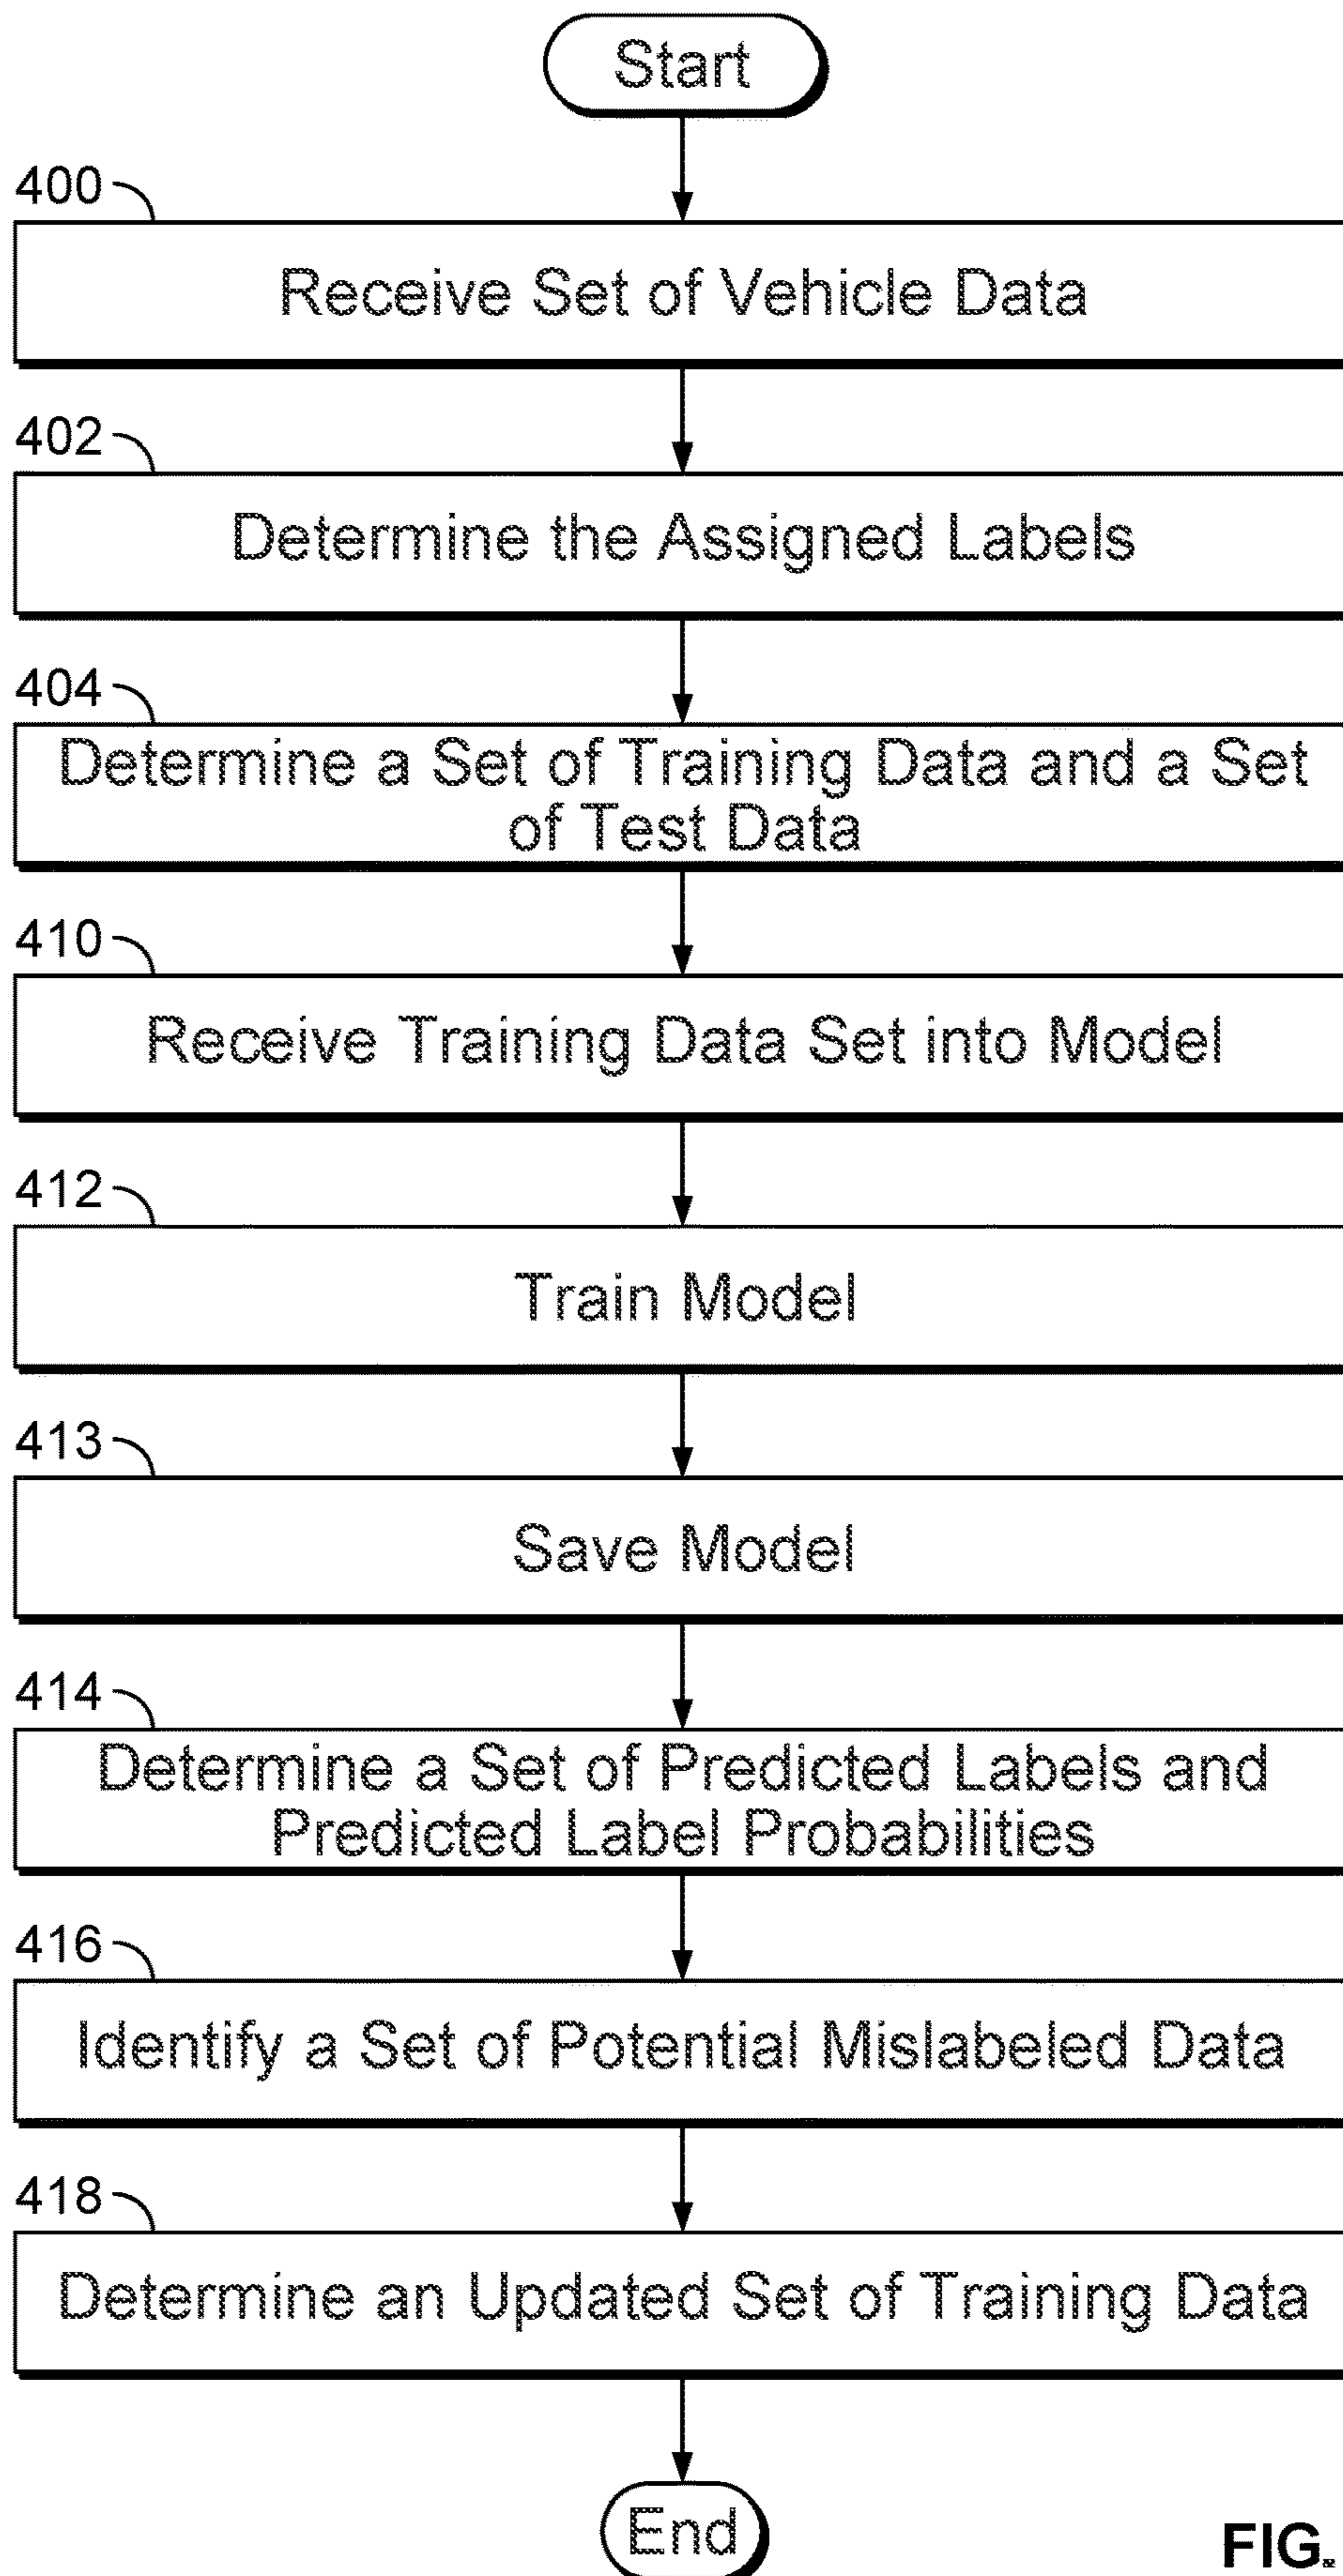 Start
400
Receive Set of Vehicle Data
402
Determine the Assigned Labels
404
Determine a Set of Training Data and a Set
of Test Data
410
Receive Training Data Set into Model
412
Train Model
413
Save Model
414
Determine a Set of Predicted Labels and
Predicted Label Probabilities
416
Identify a Set of Potential Mislabeled Data
418
Determine an Updated Set of Training Data
End
FIG.